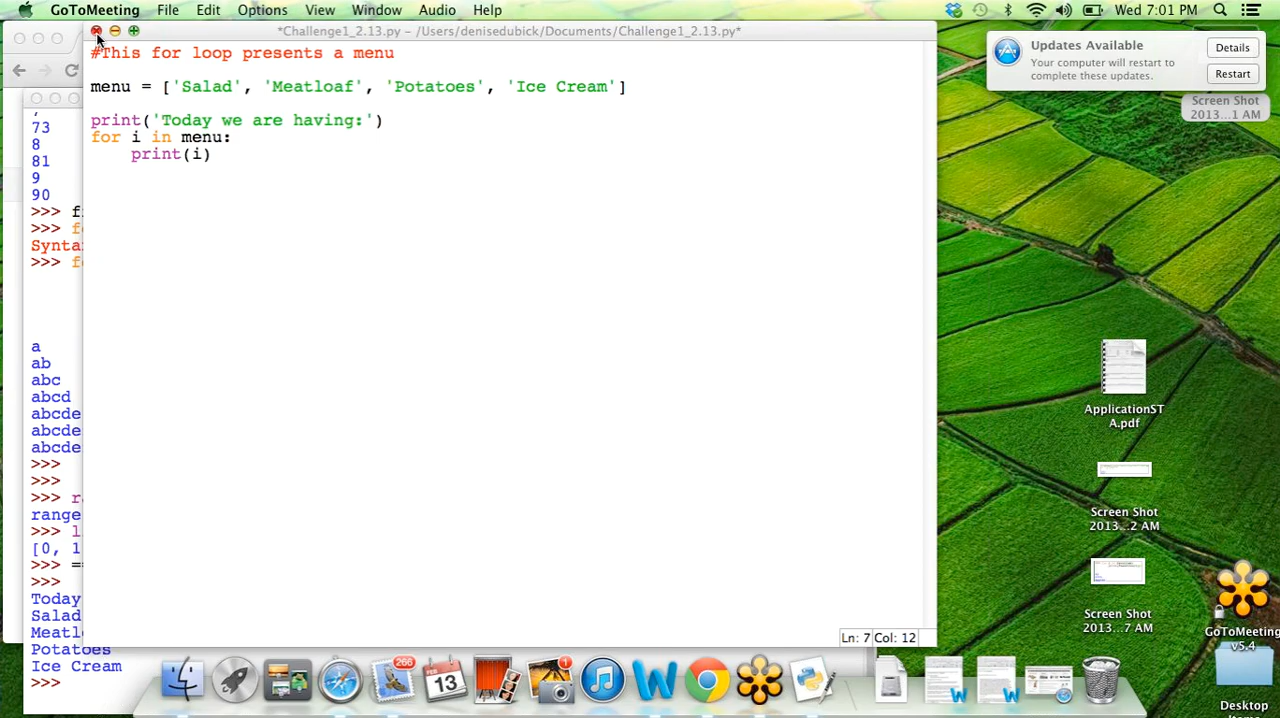 GoToMeeting File Edit Options View Window Audio Help Wed 7:01 PM
*Challenge1_2.13.py – /Users/denisedubick/Documents/Challenge1_2.13.py*
#This for loop presents a menu
menu = ['Salad', 'Meatloaf', 'Potatoes', 'Ice Cream']
print('Today we are having:')
for i in menu:
print(i)
Ln: 7 Col: 12
73
8
81
9
90
>>> f
>>> f
Synta
>>> f
a
ab
abc
abcd
abcde
abcde
abcde
>>>
>>>
>>> r
range
>>> l
[0, 1
>>> =
>>>
Today
Salad
Meatl
Potatoes
Ice Cream
>>>
Updates Available
Your computer will restart to
complete these updates.
Details
Restart
Screen Shot
2013...1 AM
ApplicationST
A.pdf
Screen Shot
2013...2 AM
Screen Shot
2013...7 AM
GoToMeeting
v5.4
Desktop
266
13
1